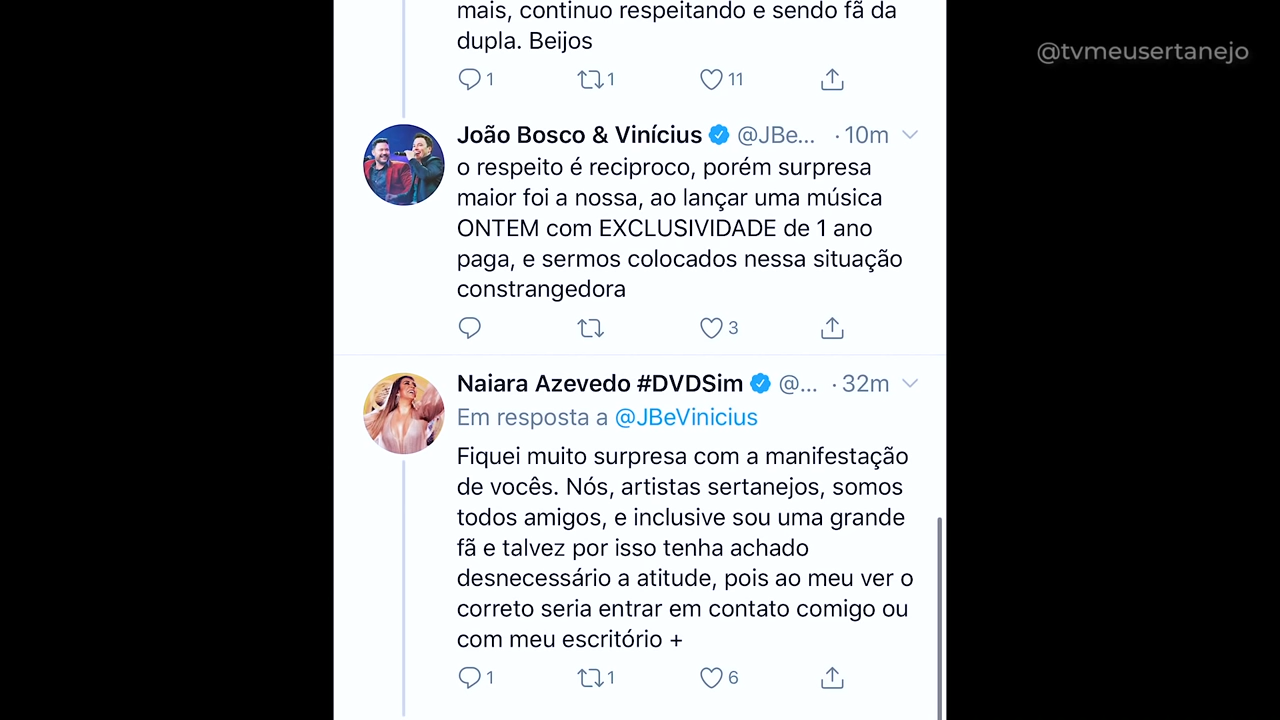 mais, continuo respeitando e sendo fã da
dupla. Beijos
1 1 11
@tvmeusertanejo
João Bosco & Vinícius @JBe... · 10m
o respeito é reciproco, porém surpresa
maior foi a nossa, ao lançar uma música
ONTEM com EXCLUSIVIDADE de 1 ano
paga, e sermos colocados nessa situação
constrangedora
3
Naiara Azevedo #DVDSim @... · 32m
Em resposta a @JBeVinicius
Fiquei muito surpresa com a manifestação
de vocês. Nós, artistas sertanejos, somos
todos amigos, e inclusive sou uma grande
fã e talvez por isso tenha achado
desnecessário a atitude, pois ao meu ver o
correto seria entrar em contato comigo ou
com meu escritório +
1 1 6